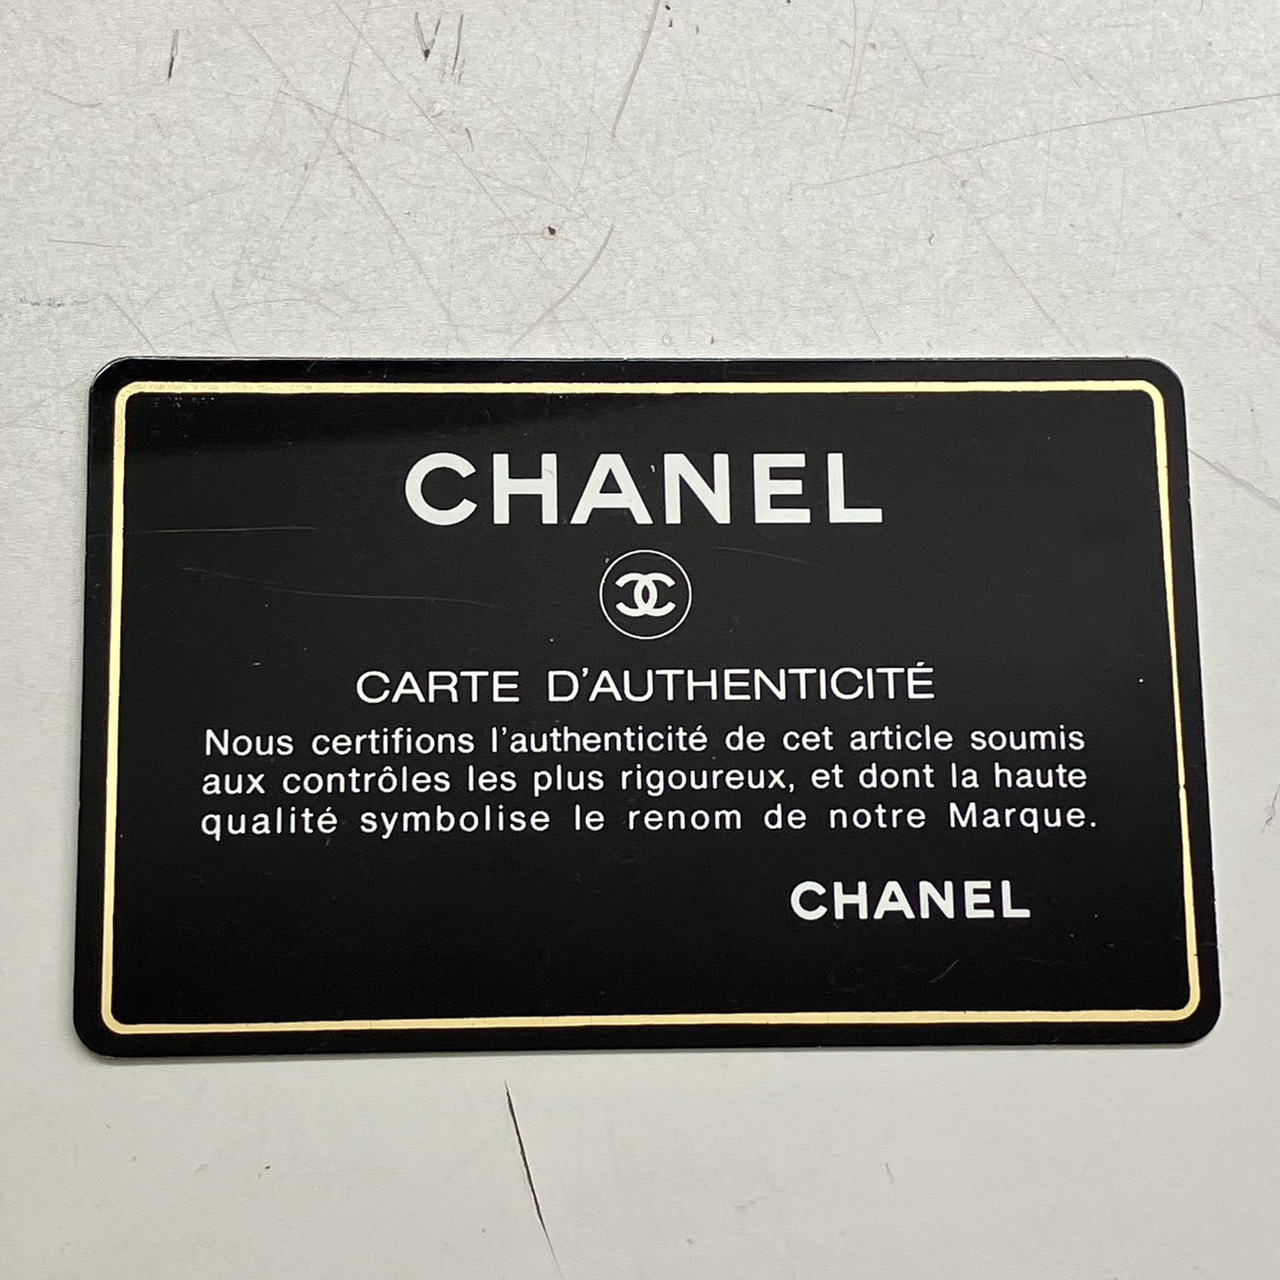 CHANEL
CARTE D'AUTHENTICITÉ
Nous certifions l'authenticité de cet article soumis
aux contrôles les plus rigoureux, et dont la haute
qualité symbolise le renom de notre Marque.
CHANEL